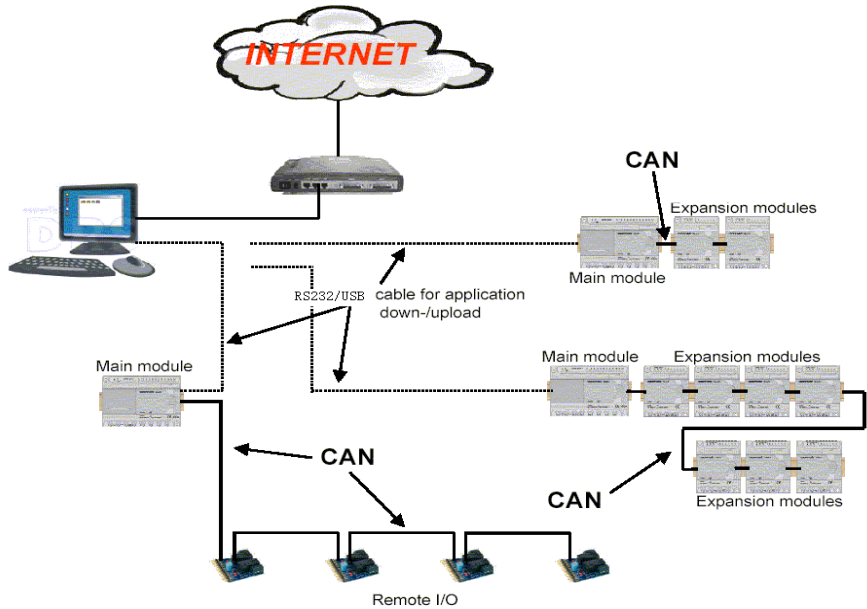 INTERNET
CAN
Expansion modules
Main module
RS232/USB cable for application
down-/upload
Main module
Main module
Expansion modules
CAN
CAN
Expansion modules
Remote I/O